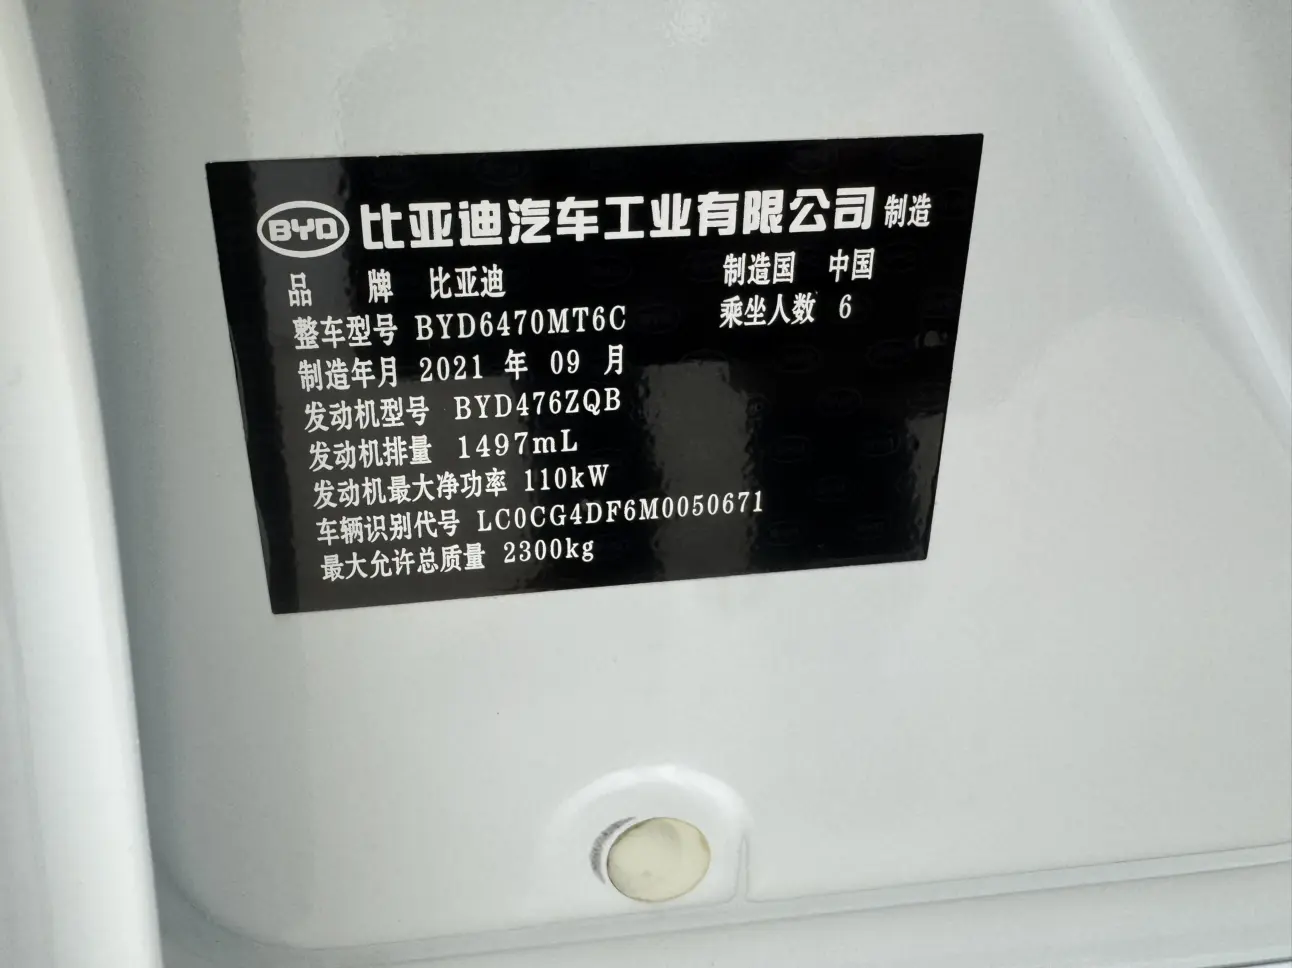 BYD 比亚迪汽车工业有限公司 制造
品 牌 比亚迪 制造国 中国
整车型号 BYD6470MT6C 乘坐人数 6
制造年月 2021 年 09 月
发动机型号 BYD476ZQB
发动机排量 1497mL
发动机最大净功率 110kW
车辆识别代号 LC0CG4DF6M0050671
最大允许总质量 2300kg